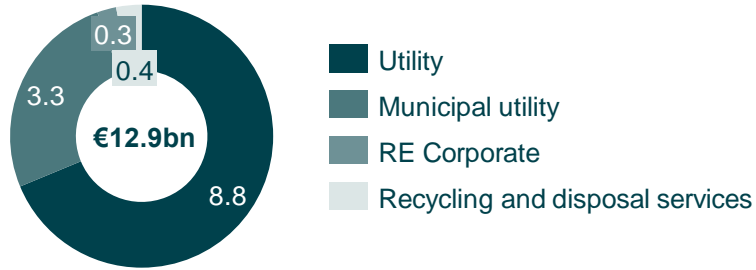 0.3
0.4
3.3
€12.9bn
8.8
Utility
Municipal utility
RE Corporate
Recycling and disposal services